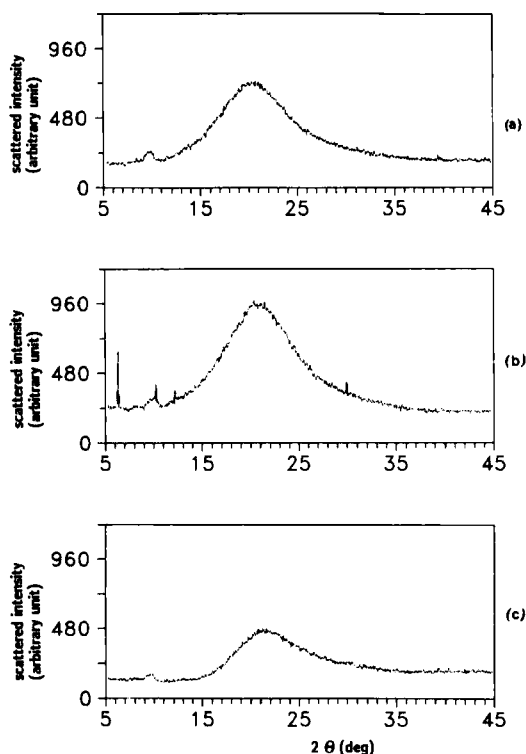 scattered intensity
(arbitrary unit)
960
480
0
5
15
25
35
45
(a)
scattered intensity
(arbitrary unit)
960
480
0
5
15
25
35
45
(b)
scattered intensity
(arbitrary unit)
960
480
0
5
15
25
35
45
(c)
2 Θ (deg)